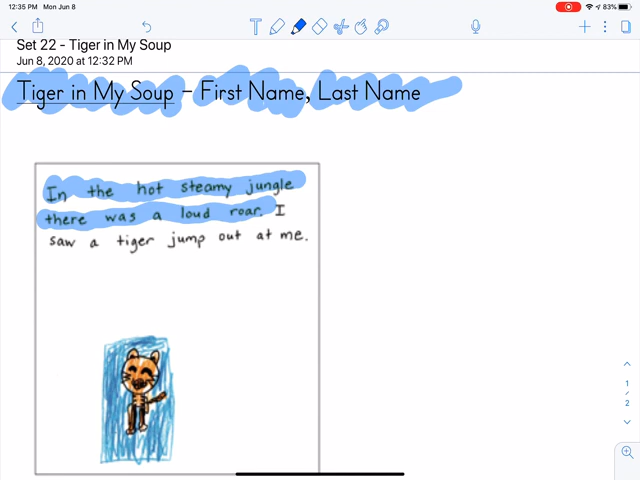 12:35 PM Mon Jun 8
83%
Set 22 - Tiger in My Soup
Jun 8, 2020 at 12:32 PM
Tiger in My Soup - First Name, Last Name
In the hot steamy jungle
there was a loud roar. I
saw a tiger jump out at me.
1
/
2